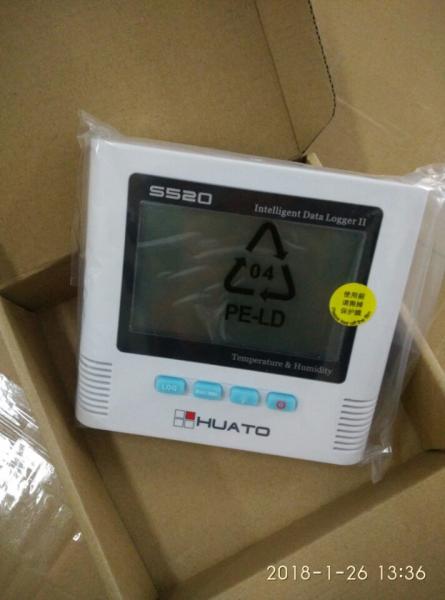 S520
Intelligent Data Logger II
04
PE-LD
使用前
请撕掉
保护膜
Temperature & Humidity
LOG
HUATO
2018-1-26 13:36